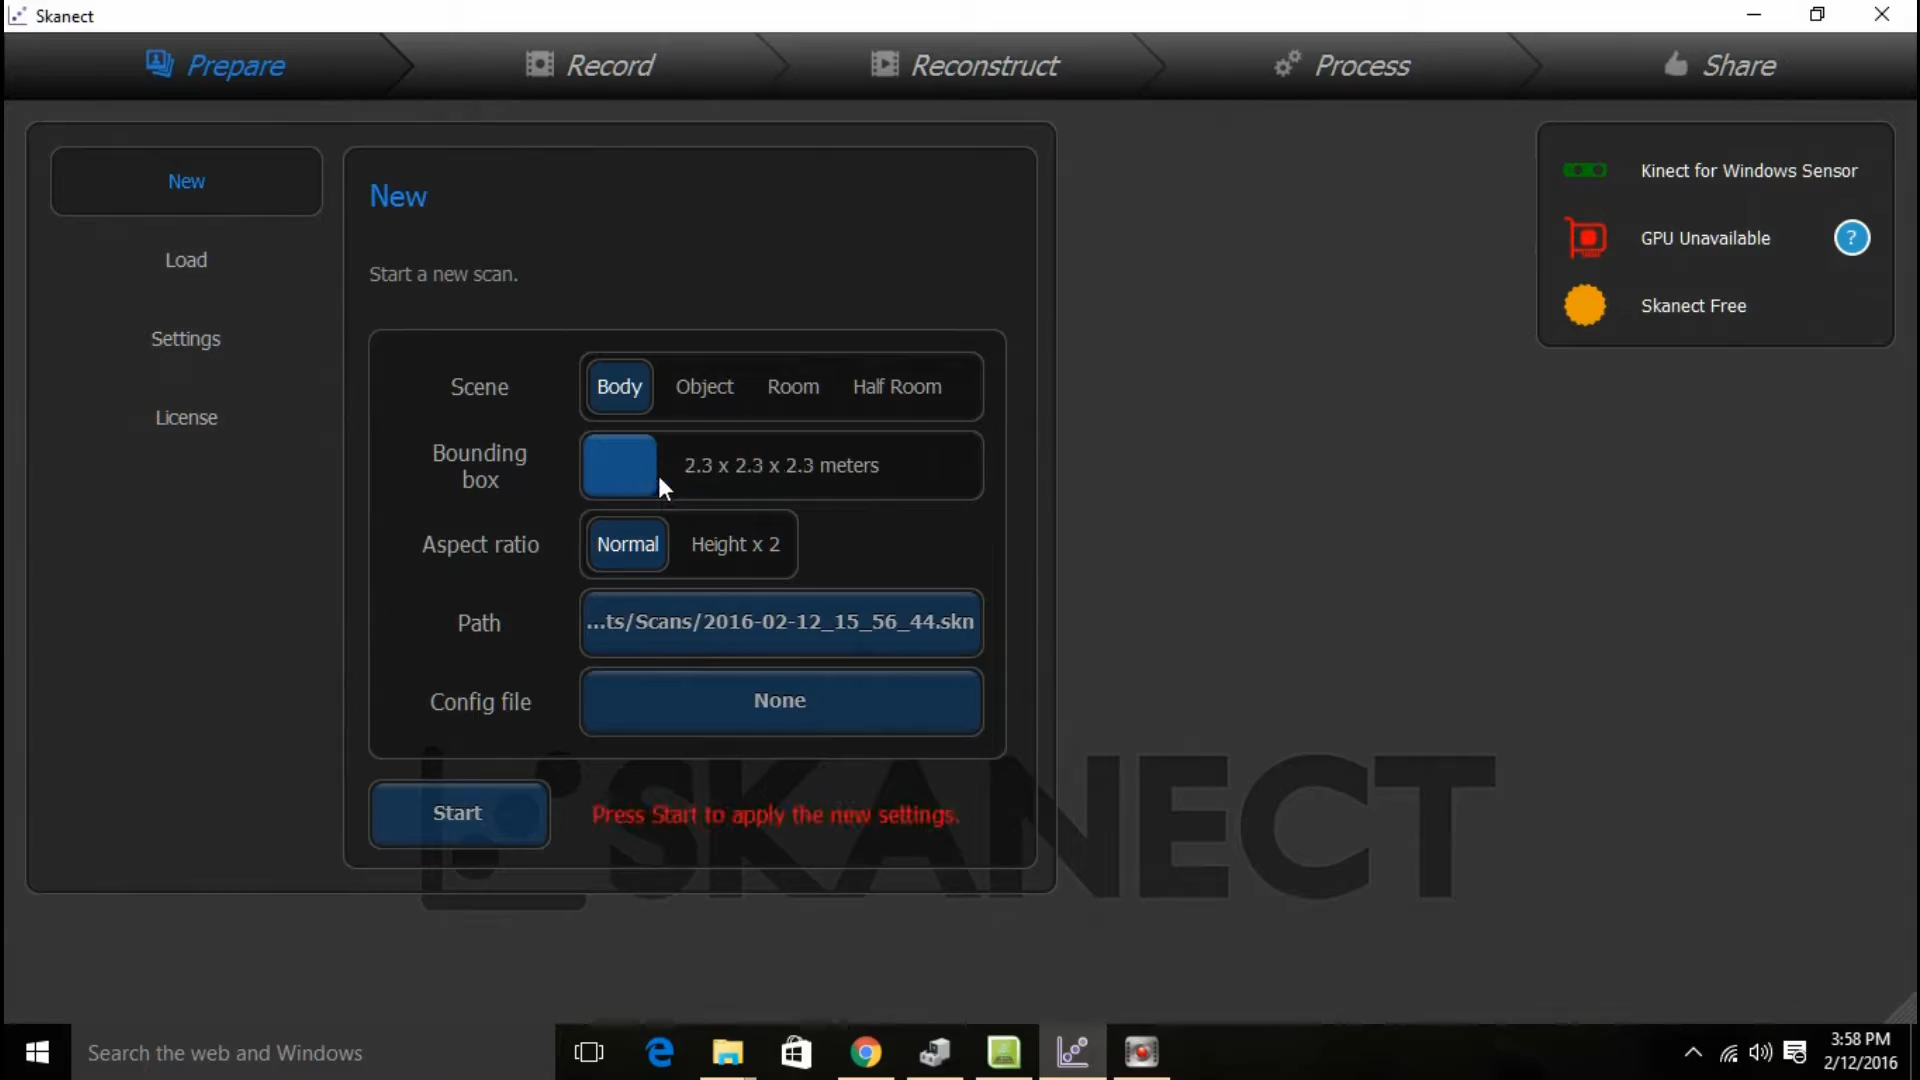 Skanect
Prepare
Record
Reconstruct
Process
Share
New
Load
Settings
License
New
Start a new scan.
Scene
Body
Object
Room
Half Room
Bounding
box
2.3 x 2.3 x 2.3 meters
Aspect ratio
Normal
Height x 2
Path
...ts/Scans/2016-02-12_15_56_44.skn
Config file
None
Start
Press Start to apply the new settings.
SKANECT
Kinect for Windows Sensor
GPU Unavailable
?
Skanect Free
Search the web and Windows
3:58 PM
2/12/2016